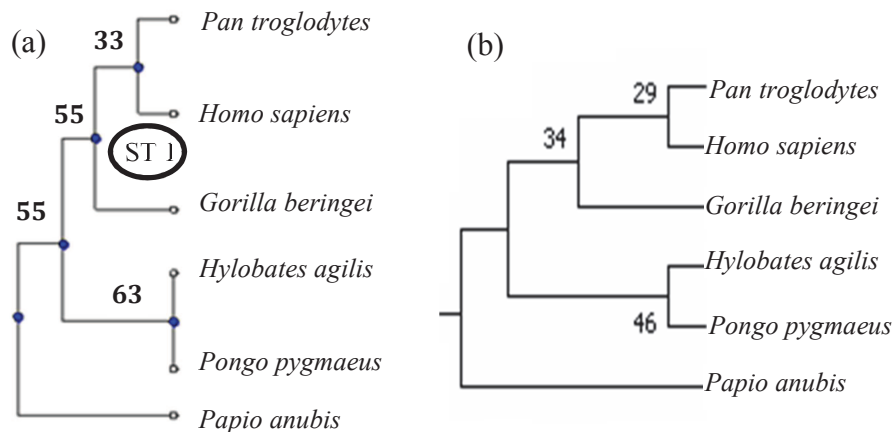 (a)
33
Pan troglodytes
Homo sapiens
55
ST 1
Gorilla beringei
55
Hylobates agilis
63
Pongo pygmaeus
Papio anubis
(b)
29
Pan troglodytes
Homo sapiens
34
Gorilla beringei
Hylobates agilis
46
Pongo pygmaeus
Papio anubis